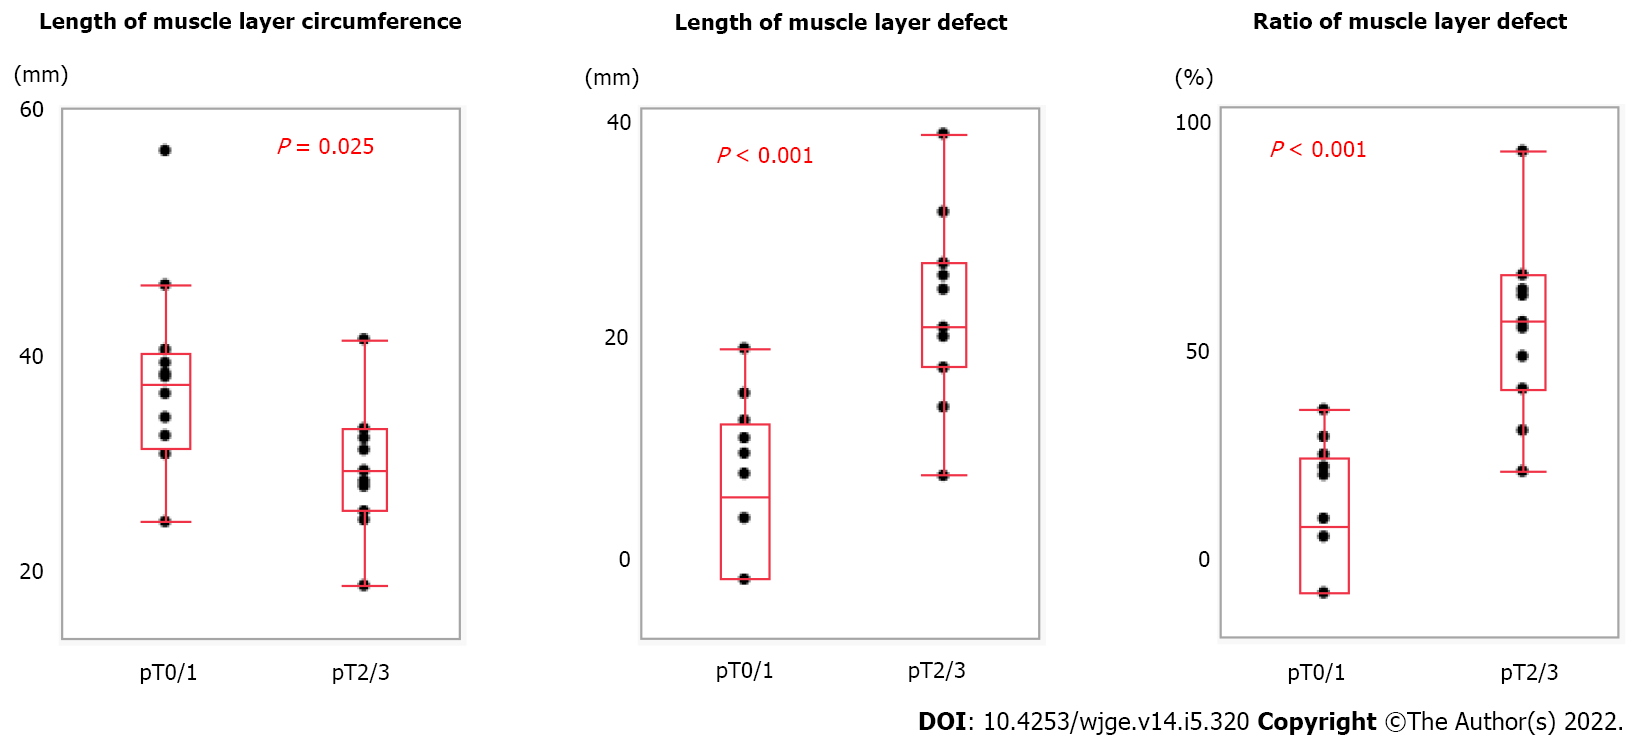 Length of muscle layer circumference
(mm)
60
40
20
P = 0.025
pT0/1 pT2/3
Length of muscle layer defect
(mm)
40
20
0
P < 0.001
pT0/1 pT2/3
Ratio of muscle layer defect
(%)
100
50
0
P < 0.001
pT0/1 pT2/3
DOI: 10.4253/wjge.v14.i5.320 Copyright ©The Author(s) 2022.